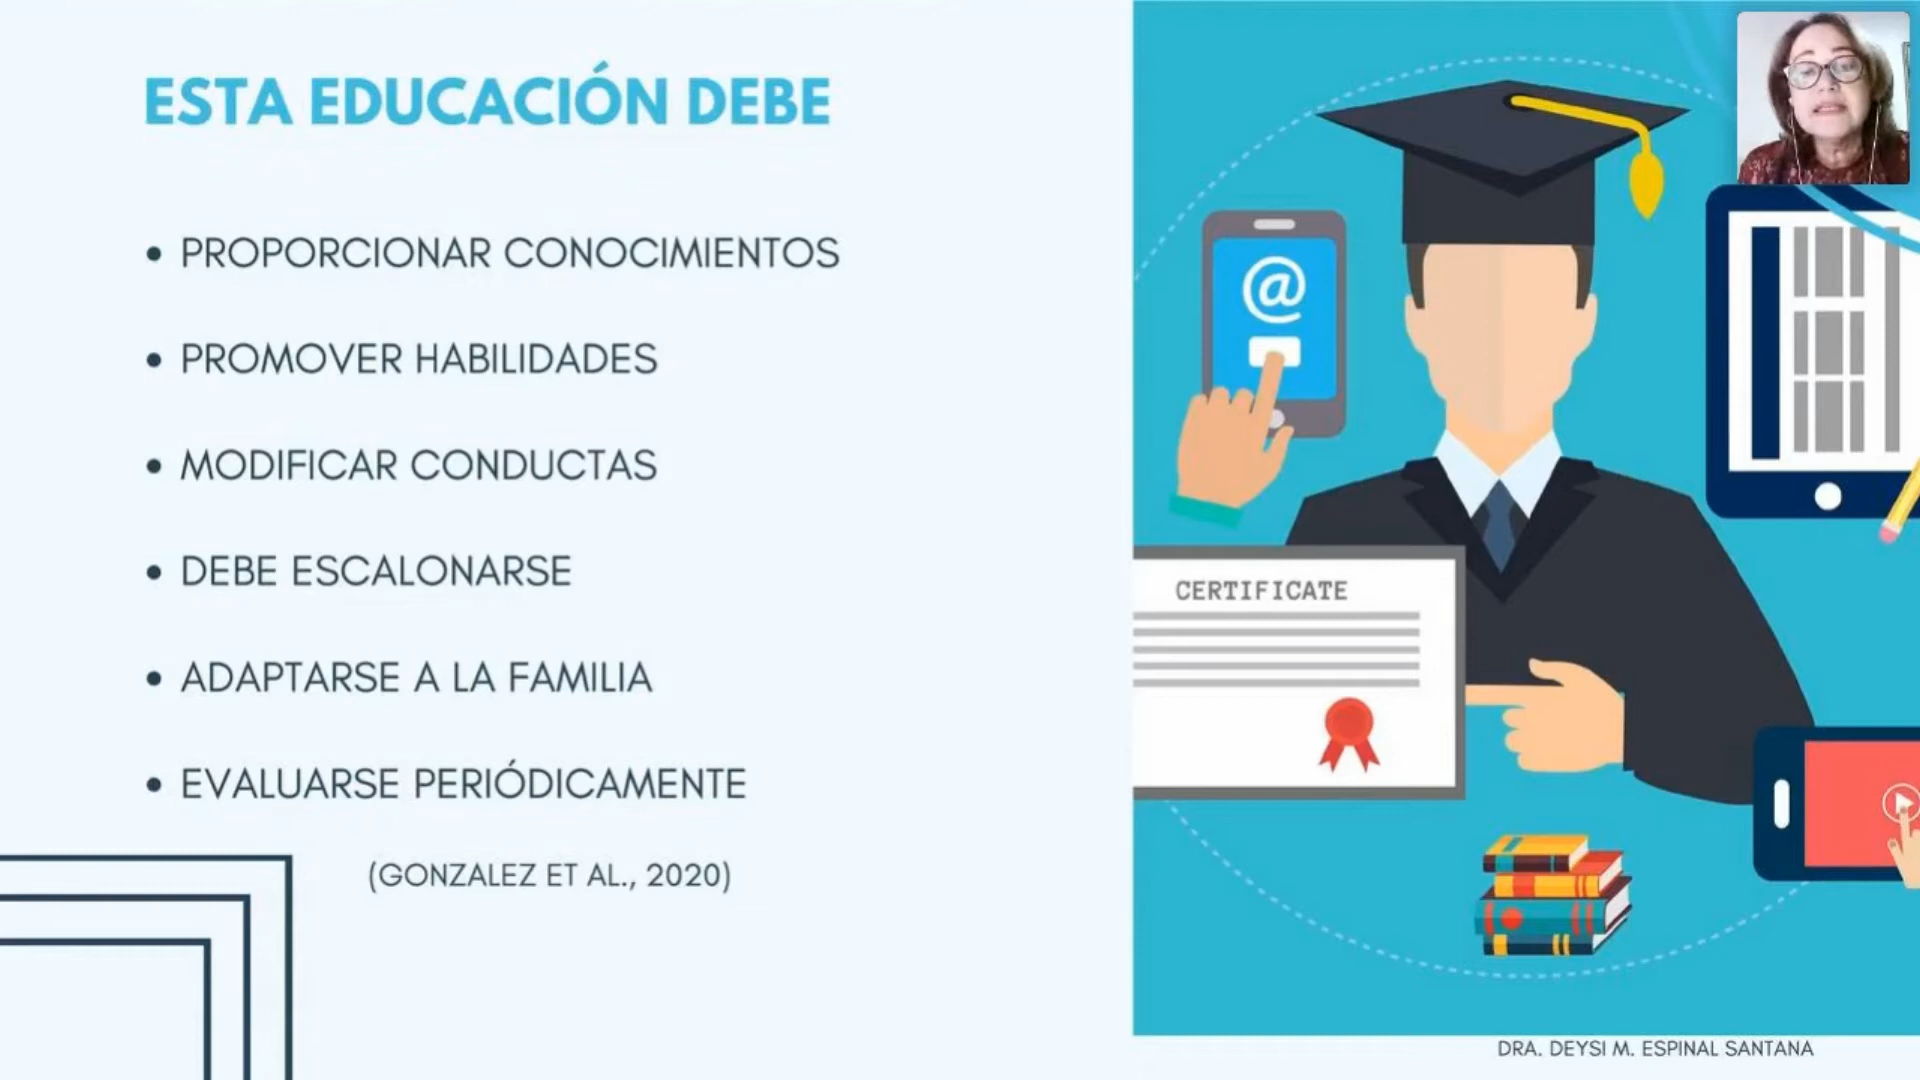 ESTA EDUCACIÓN DEBE
• PROPORCIONAR CONOCIMIENTOS
• PROMOVER HABILIDADES
• MODIFICAR CONDUCTAS
• DEBE ESCALONARSE
• ADAPTARSE A LA FAMILIA
• EVALUARSE PERIÓDICAMENTE
(GONZALEZ ET AL., 2020)
@
CERTIFICATE
DRA. DEYSI M. ESPINAL SANTANA